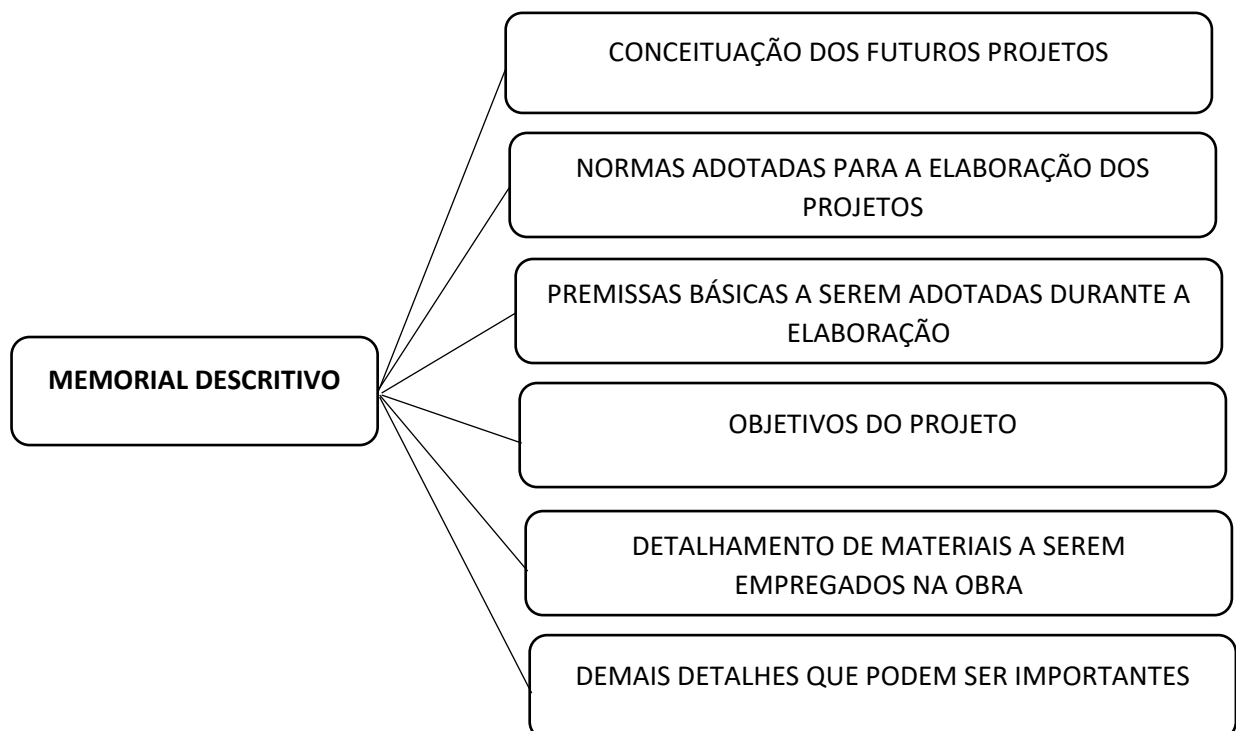 CONCEITUAÇÃO DOS FUTUROS PROJETOS
NORMAS ADOTADAS PARA A ELABORAÇÃO DOS
PROJETOS
PREMISSAS BÁSICAS A SEREM ADOTADAS DURANTE A
ELABORAÇÃO
MEMORIAL DESCRITIVO
OBJETIVOS DO PROJETO
DETALHAMENTO DE MATERIAIS A SEREM
EMPREGADOS NA OBRA
DEMAIS DETALHES QUE PODEM SER IMPORTANTES